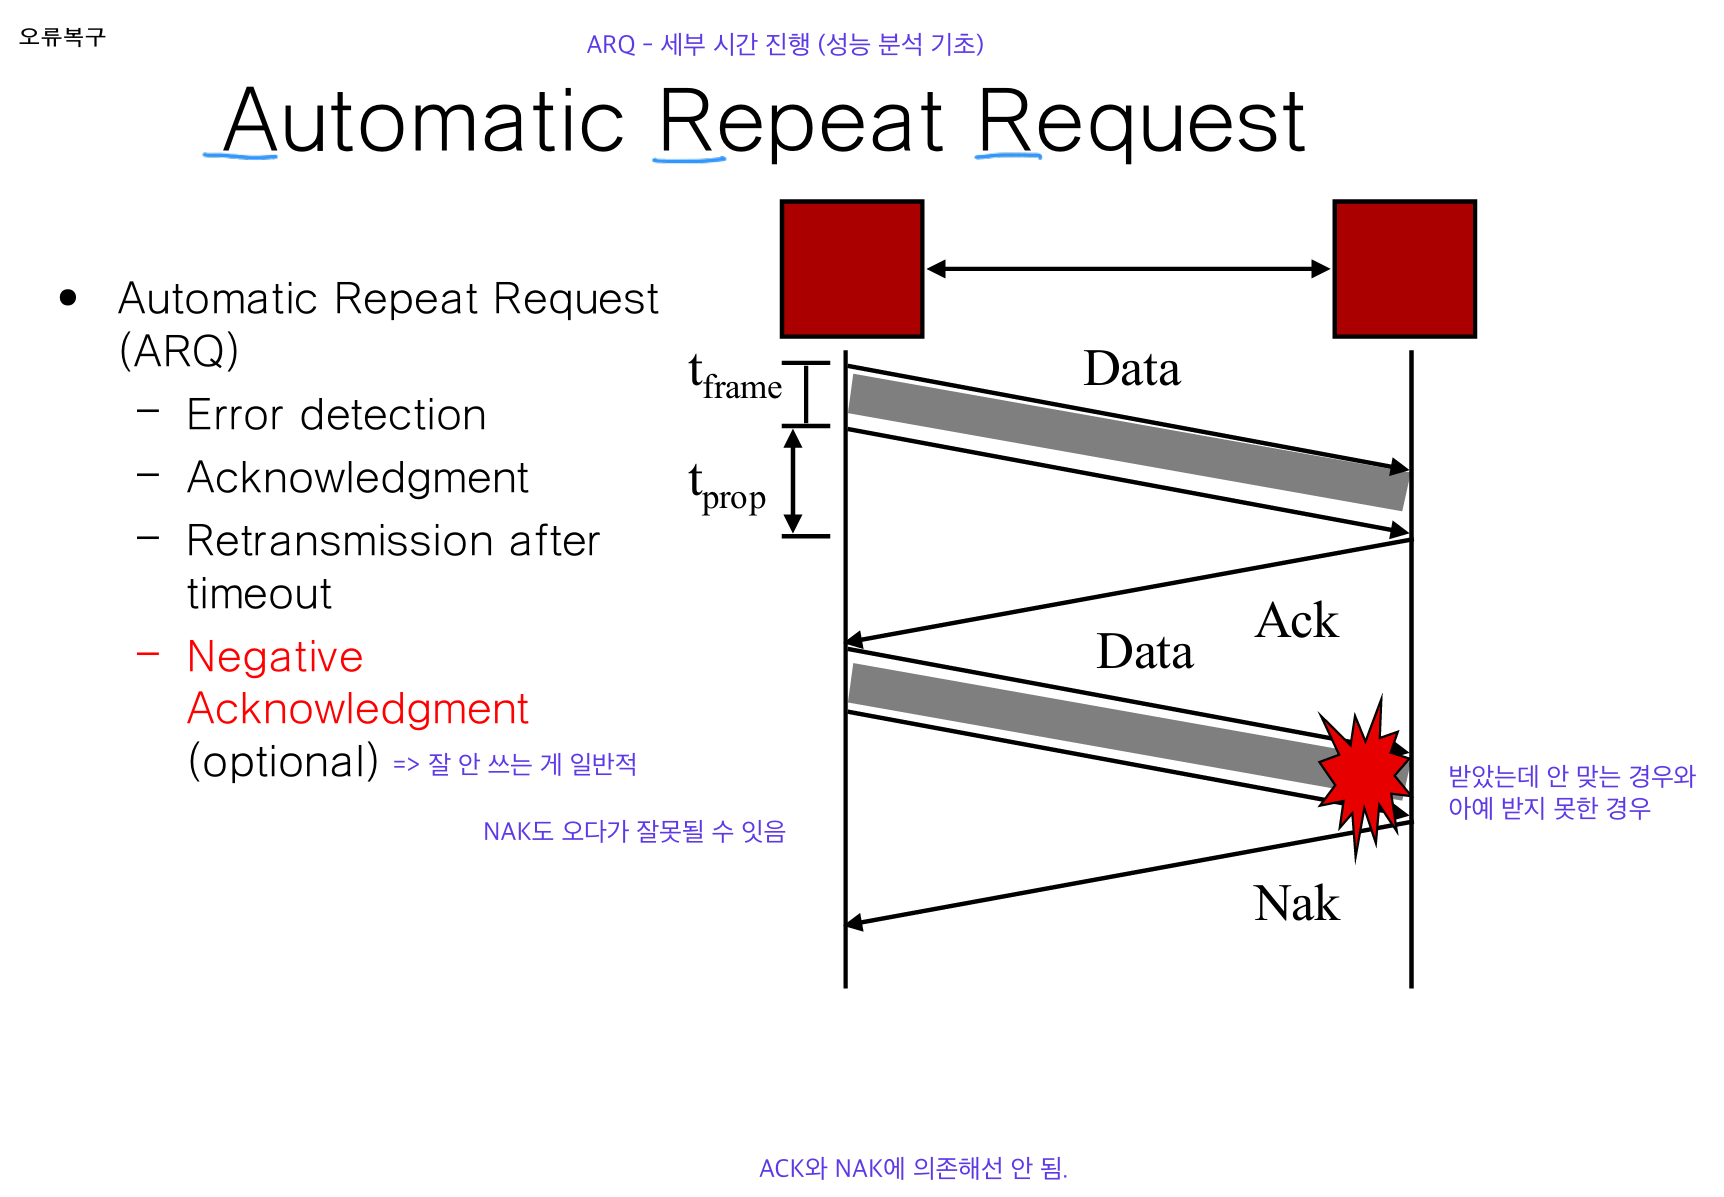 오류복구
ARQ - 세부 시간 진행 (성능 분석 기초)
Automatic Repeat Request
• Automatic Repeat Request
(ARQ)
– Error detection
– Acknowledgment
– Retransmission after
timeout
– Negative
Acknowledgment
(optional) => 잘 안 쓰는 게 일반적
NAK도 오다가 잘못될 수 잇음
t_frame
t_prop
Data
Ack
Data
Nak
받았는데 안 맞는 경우와
아예 받지 못한 경우
ACK와 NAK에 의존해선 안 됨.